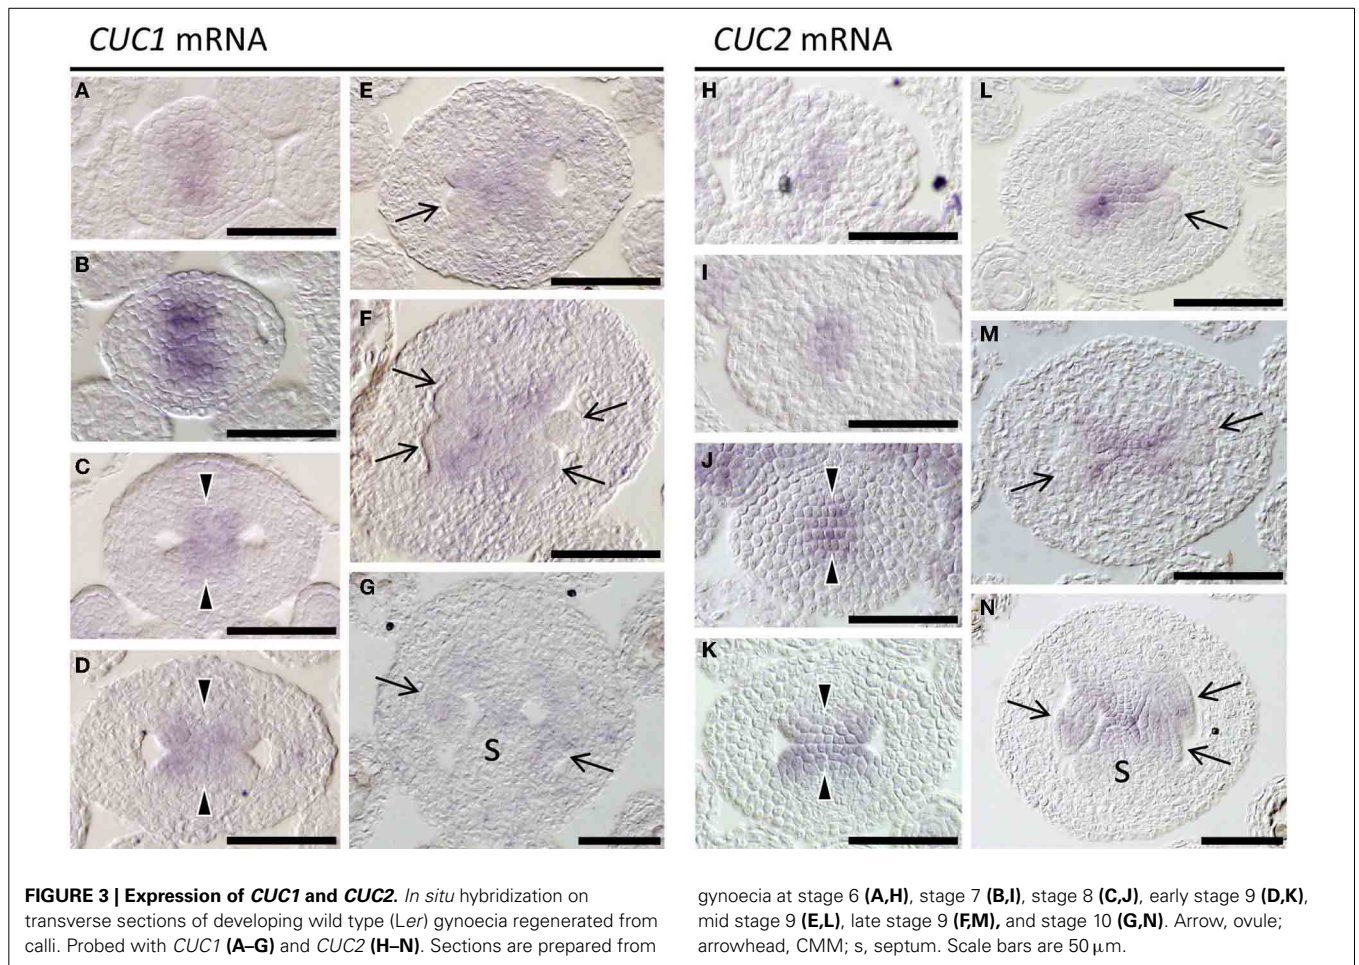 CUC1 mRNA
CUC2 mRNA
A
B
C
D
E
F
G
S
H
I
J
K
L
M
N
S
FIGURE 3 | Expression of CUC1 and CUC2. In situ hybridization on
transverse sections of developing wild type (Ler) gynoecia regenerated from
calli. Probed with CUC1 (A–G) and CUC2 (H–N). Sections are prepared from
gynoecia at stage 6 (A,H), stage 7 (B,I), stage 8 (C,J), early stage 9 (D,K),
mid stage 9 (E,L), late stage 9 (F,M), and stage 10 (G,N). Arrow, ovule;
arrowhead, CMM; s, septum. Scale bars are 50 μm.